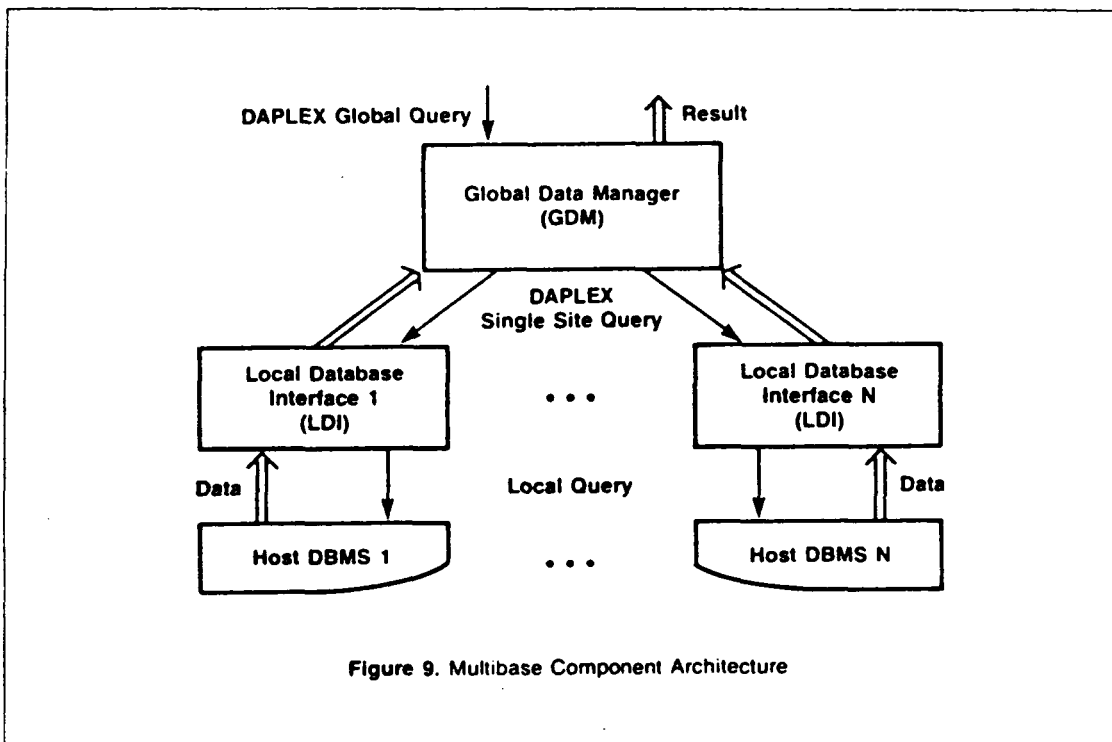 DAPLEX Global Query
Result
Global Data Manager
(GDM)
DAPLEX
Single Site Query
Local Database
Interface 1
(LDI)
• • •
Local Database
Interface N
(LDI)
Data
Local Query
Data
Host DBMS 1
• • •
Host DBMS N
Figure 9. Multibase Component Architecture